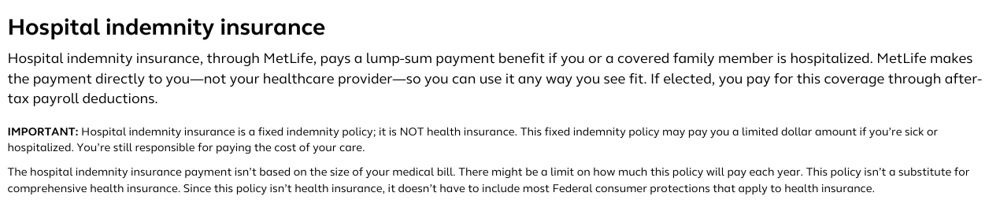 Hospital indemnity insurance
Hospital indemnity insurance, through MetLife, pays a lump-sum payment benefit if you or a covered family member is hospitalized. MetLife makes
the payment directly to you—not your healthcare provider—so you can use it any way you see fit. If elected, you pay for this coverage through after-
tax payroll deductions.
IMPORTANT: Hospital indemnity insurance is a fixed indemnity policy; it is NOT health insurance. This fixed indemnity policy may pay you a limited dollar amount if you’re sick or
hospitalized. You’re still responsible for paying the cost of your care.
The hospital indemnity insurance payment isn’t based on the size of your medical bill. There might be a limit on how much this policy will pay each year. This policy isn’t a substitute for
comprehensive health insurance. Since this policy isn’t health insurance, it doesn’t have to include most Federal consumer protections that apply to health insurance.